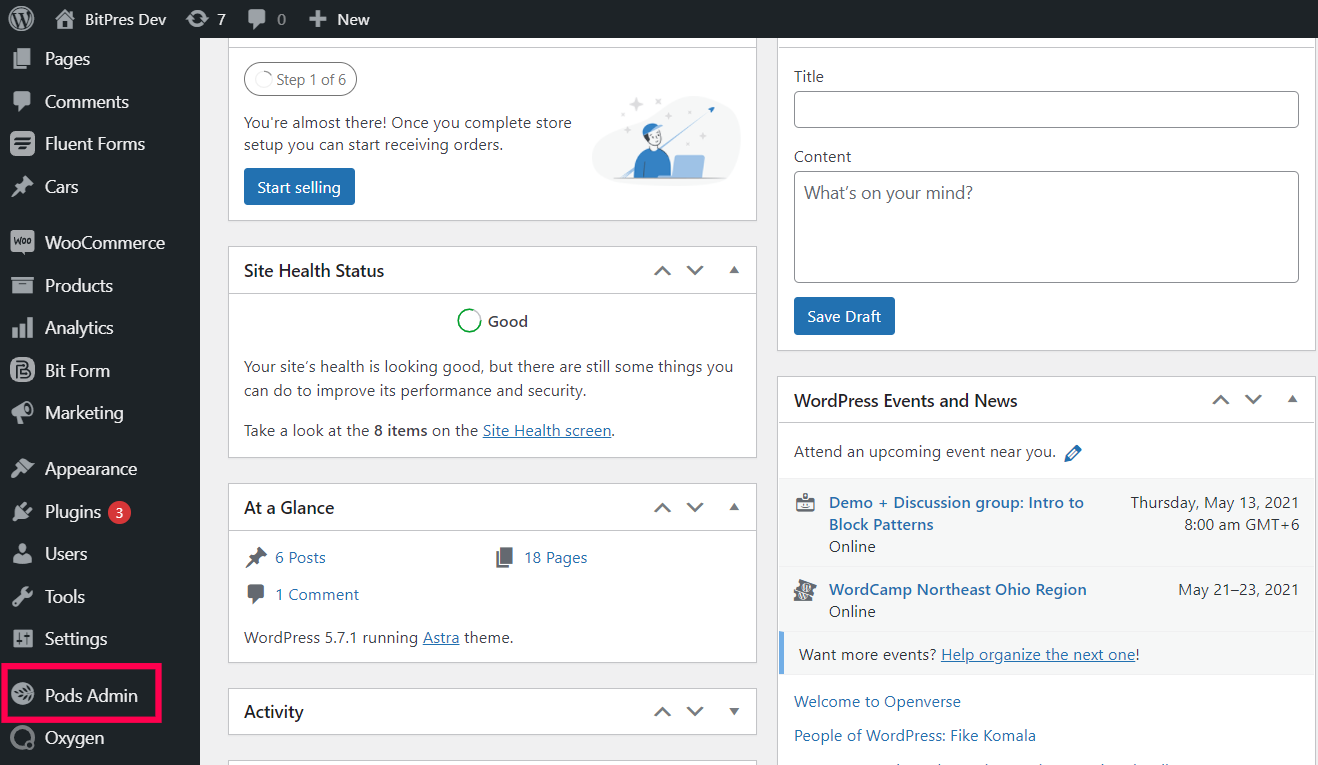 BitPres Dev
7
0
New
Pages
Comments
Fluent Forms
Cars
Woo
WooCommerce
Products
Analytics
Bit Form
Marketing
Appearance
Plugins 3
Users
Tools
Settings
Pods Admin
Oxygen
Step 1 of 6
You're almost there! Once you complete store
setup you can start receiving orders.
Start selling
Site Health Status
Good
Your site's health is looking good, but there are still some things you
can do to improve its performance and security.
Take a look at the 8 items on the Site Health screen.
At a Glance
6 Posts
18 Pages
1 Comment
WordPress 5.7.1 running Astra theme.
Activity
Title
Content
What's on your mind?
Save Draft
WordPress Events and News
Attend an upcoming event near you.
Demo + Discussion group: Intro to
Block Patterns
Online
Thursday, May 13, 2021
8:00 am GMT+6
WordCamp Northeast Ohio Region
Online
May 21–23, 2021
Want more events? Help organize the next one!
Welcome to Openverse
People of WordPress: Fike Komala